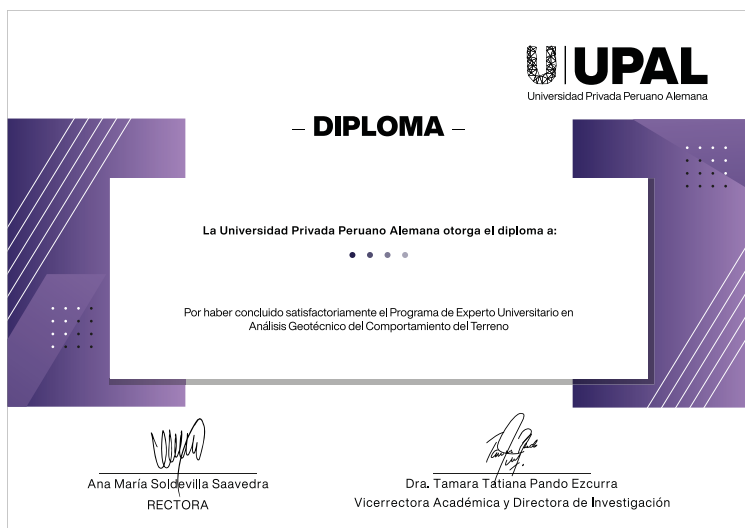 UPAL
Universidad Privada Peruano Alemana
– DIPLOMA –
La Universidad Privada Peruano Alemana otorga el diploma a:
Por haber concluido satisfactoriamente el Programa de Experto Universitario en
Análisis Geotécnico del Comportamiento del Terreno
Ana María Soldevilla Saavedra
RECTORA
Dra. Tamara Tatiana Pando Ezcurra
Vicerrectora Académica y Directora de Investigación